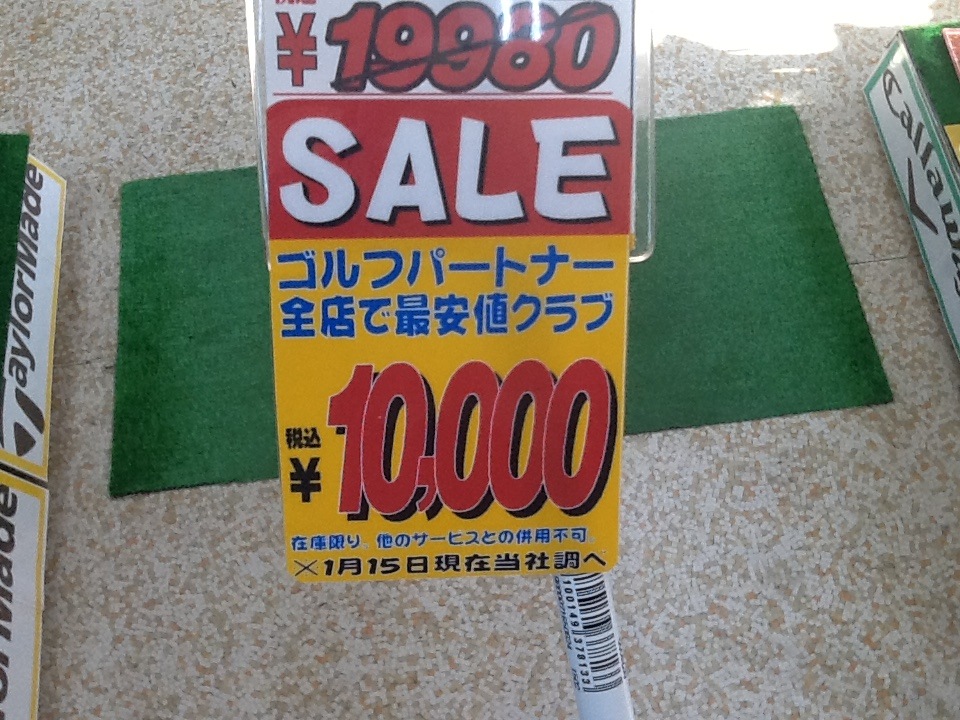 ¥19980
SALE
ゴルフパートナー
全店で最安値クラブ
税込
¥10,000
在庫限り、他のサービスとの併用不可。
※1月15日現在当社調べ
TaylorMade
Callaway
100149 378133